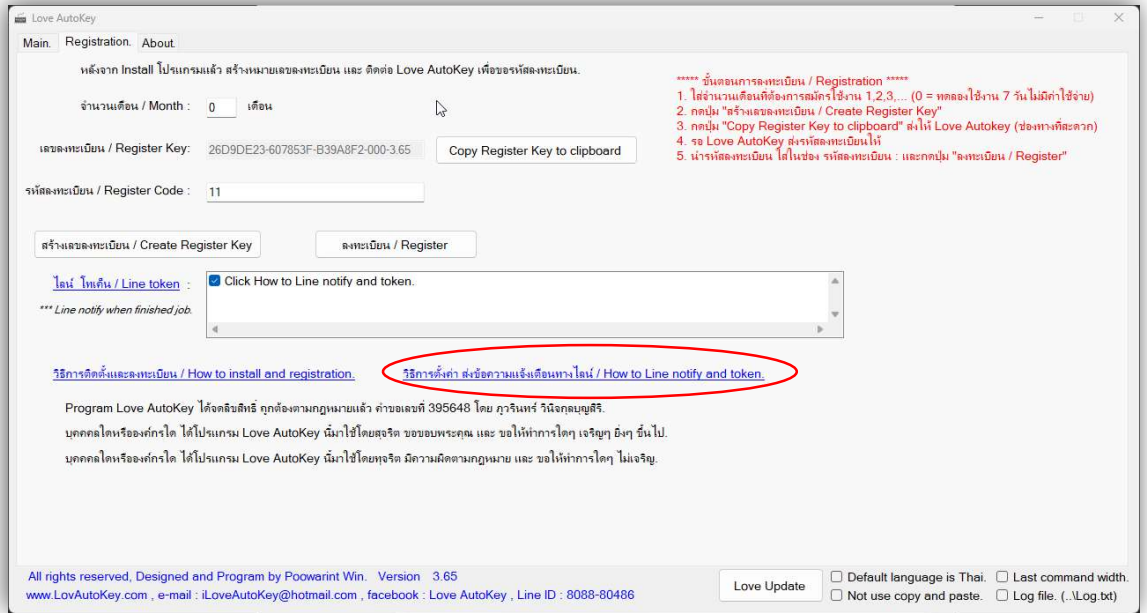 Love AutoKey
Main. Registration. About.
หลังจาก Install โปรแกรมแล้ว สร้างหมายเลขลงทะเบียน และ ติดต่อ Love AutoKey เพื่อขอรหัสลงทะเบียน.
***** ขั้นตอนการลงทะเบียน / Registration *****
1. ใส่จำนวนเดือนที่ต้องการสมัครใช้งาน 1,2,3,... (0 = ทดลองใช้งาน 7 วันไม่มีค่าใช้จ่าย)
2. กดปุ่ม "สร้างเลขลงทะเบียน / Create Register Key"
3. กดปุ่ม "Copy Register Key to clipboard" ส่งให้ Love Autokey (ช่องทางที่สะดวก)
4. รอ Love AutoKey ส่งรหัสลงทะเบียนให้
5. นำรหัสลงทะเบียน ใส่ในช่อง รหัสลงทะเบียน : และกดปุ่ม "ลงทะเบียน / Register"
จำนวนเดือน / Month : 0 เดือน
เลขลงทะเบียน / Register Key: 26D9DE23-607853F-B39A8F2-000-3.65 Copy Register Key to clipboard
รหัสลงทะเบียน / Register Code : 11
สร้างเลขลงทะเบียน / Create Register Key ลงทะเบียน / Register
ไลน์ โทเค็น / Line token : Click How to Line notify and token.
*** Line notify when finished job.
วิธีการติดตั้งและลงทะเบียน / How to install and registration. วิธีการตั้งค่า ส่งข้อความแจ้งเตือนทางไลน์ / How to Line notify and token.
Program Love AutoKey ได้จดลิขสิทธิ์ ถูกต้องตามกฎหมายแล้ว คำขอเลขที่ 395648 โดย ภูวรินทร์ วินิจกุลบุญสิริ.
บุคคลใดหรือองค์กรใด ได้โปรแกรม Love AutoKey นี้มาใช้โดยสุจริต ขอขอบพระคุณ และ ขอให้ทำการใดๆ เจริญๆ ยิ่งๆ ขึ้นไป.
บุคคลใดหรือองค์กรใด ได้โปรแกรม Love AutoKey นี้มาใช้โดยทุจริต มีความผิดตามกฎหมาย และ ขอให้ทำการใดๆ ไม่เจริญ.
All rights reserved, Designed and Program by Poowarint Win. Version 3.65
www.LovAutoKey.com , e-mail : iLoveAutoKey@hotmail.com , facebook : Love AutoKey , Line ID : 8088-80486
Love Update
Default language is Thai. Last command width.
Not use copy and paste. Log file. (..\Log.txt)